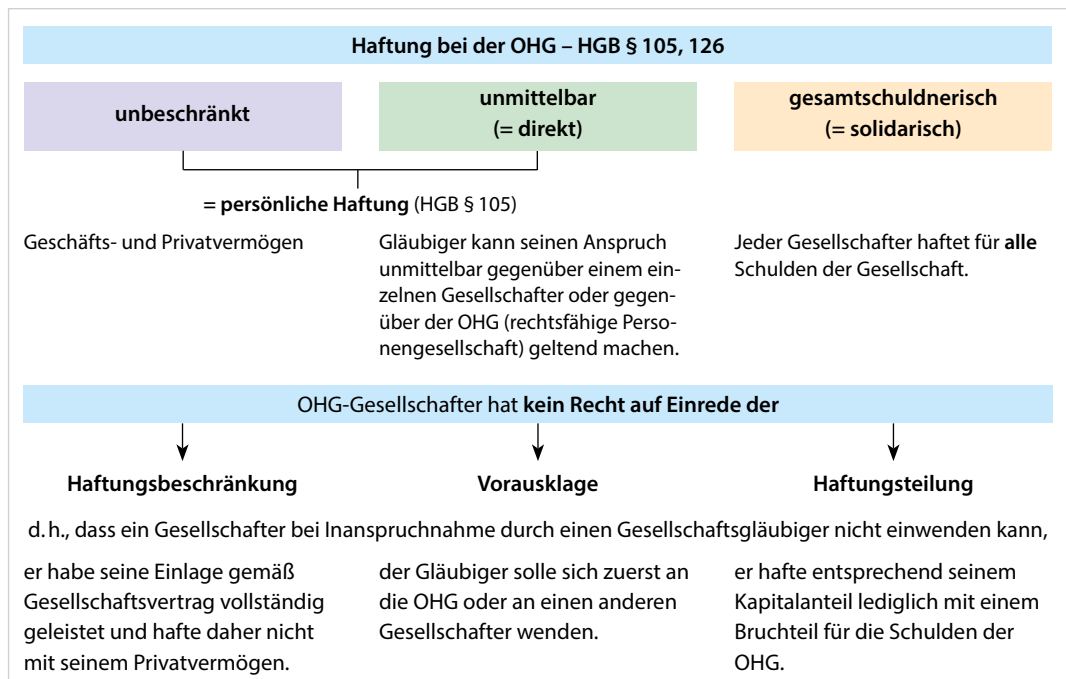 Haftung bei der OHG – HGB § 105, 126
unbeschränkt
unmittelbar
(= direkt)
gesamtschuldnerisch
(= solidarisch)
= persönliche Haftung (HGB § 105)
Geschäfts- und Privatvermögen
Gläubiger kann seinen Anspruch
unmittelbar gegenüber einem ein-
zelnen Gesellschafter oder gegen-
über der OHG (rechtsfähige Perso-
nengesellschaft) geltend machen.
Jeder Gesellschafter haftet für alle
Schulden der Gesellschaft.
OHG-Gesellschafter hat kein Recht auf Einrede der
Haftungsbeschränkung
Vorausklage
Haftungsteilung
d. h., dass ein Gesellschafter bei Inanspruchnahme durch einen Gesellschaftsgläubiger nicht einwenden kann,
er habe seine Einlage gemäß
Gesellschaftsvertrag vollständig
geleistet und hafte daher nicht
mit seinem Privatvermögen.
der Gläubiger solle sich zuerst an
die OHG oder an einen anderen
Gesellschafter wenden.
er hafte entsprechend seinem
Kapitalanteil lediglich mit einem
Bruchteil für die Schulden der
OHG.